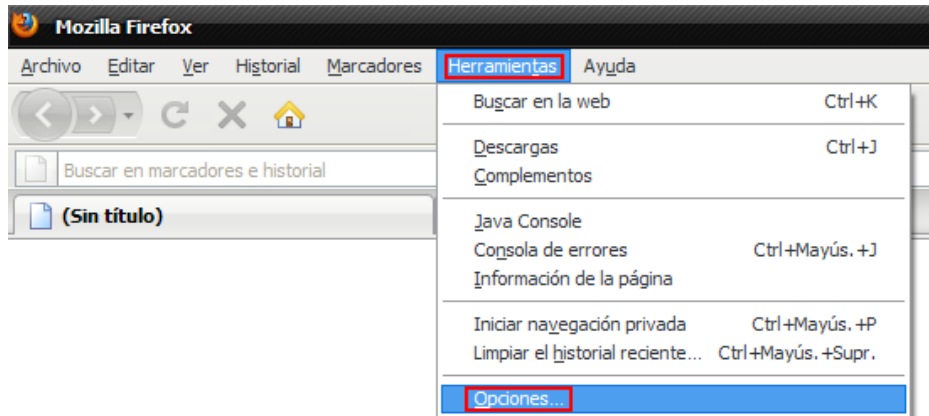 Mozilla Firefox
Archivo Editar Ver Historial Marcadores Herramientas Ayuda
Buscar en la web Ctrl+K
Descargas Ctrl+J
Buscar en marcadores e historial
Complementos
(Sin título)
Java Console
Consola de errores Ctrl+Mayús.+J
Información de la página
Iniciar navegación privada Ctrl+Mayús.+P
Limpiar el historial reciente... Ctrl+Mayús.+Supr.
Opciones...